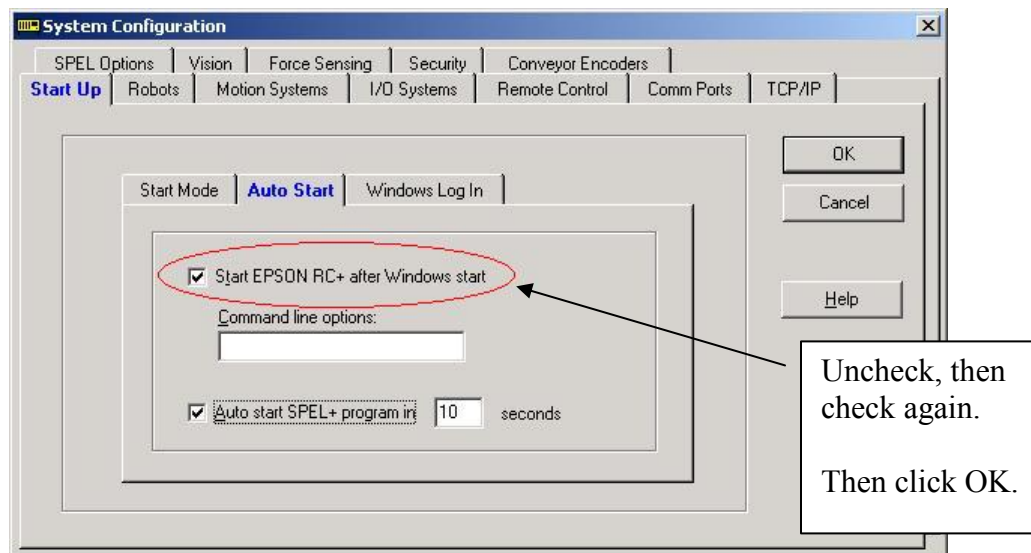 System Configuration
SPEL Options Vision Force Sensing Security Conveyor Encoders
Start Up Robots Motion Systems I/O Systems Remote Control Comm Ports TCP/IP
OK
Start Mode Auto Start Windows Log In
Cancel
Start EPSON RC+ after Windows start
Help
Command line options:
Auto start SPEL+ program in 10 seconds
Uncheck, then
check again.
Then click OK.